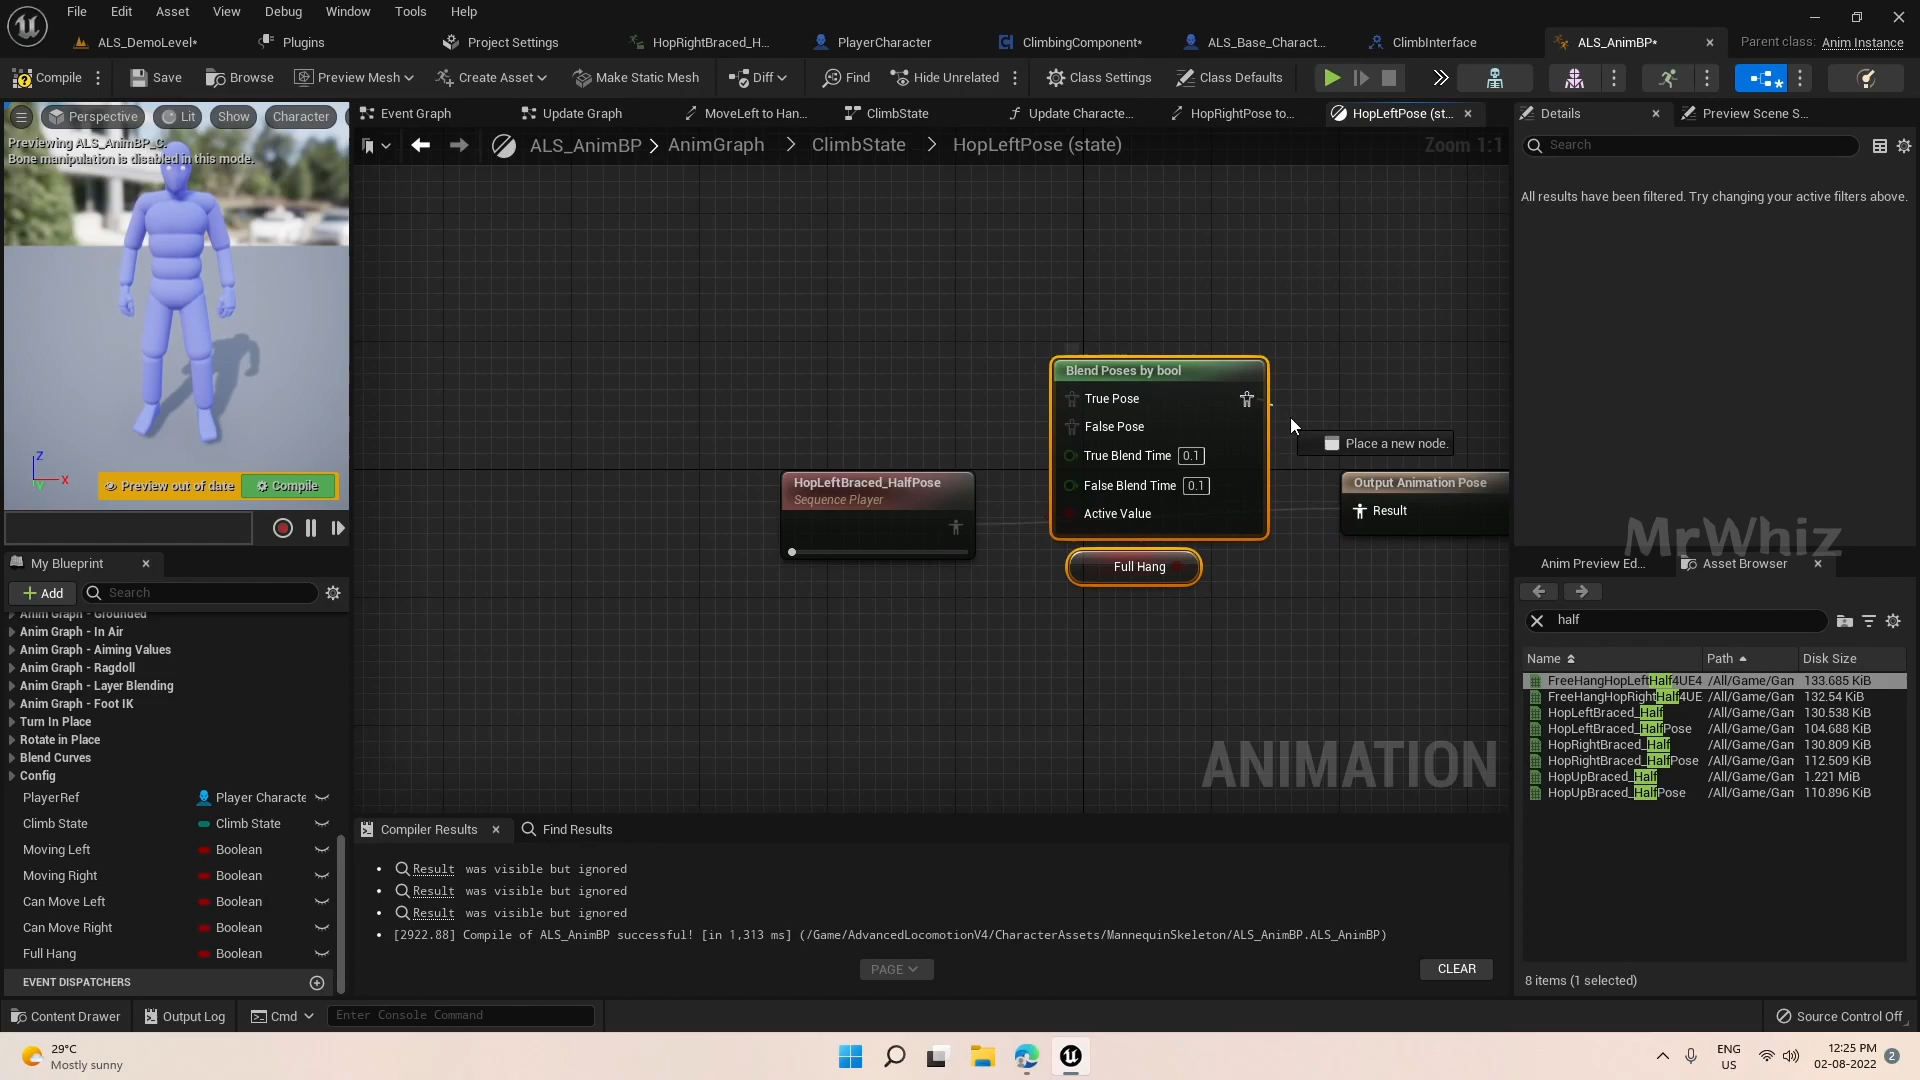 File Edit Asset View Debug Window Tools Help
ALS_DemoLevel* Plugins Project Settings HopRightBraced_H... PlayerCharacter ClimbingComponent* ALS_Base_Charact... ClimbInterface ALS_AnimBP* Parent class: Anim Instance
Compile Save Browse Preview Mesh Create Asset Make Static Mesh Diff Find Hide Unrelated Class Settings Class Defaults
Perspective Lit Show Character
Previewing ALS_AnimBP_C.
Bone manipulation is disabled in this mode.
Z
X
Y
Preview out of date Compile
Event Graph Update Graph MoveLeft to Han... ClimbState Update Characte... HopRightPose to... HopLeftPose (st...
ALS_AnimBP > AnimGraph > ClimbState > HopLeftPose (state) Zoom 1:1
Blend Poses by bool
True Pose
False Pose
True Blend Time 0.1
False Blend Time 0.1
Active Value
Full Hang
HopLeftBraced_HalfPose
Sequence Player
Place a new node.
Output Animation Pose
Result
ANIMATION
My Blueprint
Add Search
Anim Graph - Grounded
Anim Graph - In Air
Anim Graph - Aiming Values
Anim Graph - Ragdoll
Anim Graph - Layer Blending
Anim Graph - Foot IK
Turn In Place
Rotate in Place
Blend Curves
Config
PlayerRef Player Characte
Climb State Climb State
Moving Left Boolean
Moving Right Boolean
Can Move Left Boolean
Can Move Right Boolean
Full Hang Boolean
EVENT DISPATCHERS
Compiler Results Find Results
Result was visible but ignored
Result was visible but ignored
Result was visible but ignored
[2922.88] Compile of ALS_AnimBP successful! [in 1,313 ms] (/Game/AdvancedLocomotionV4/CharacterAssets/MannequinSkeleton/ALS_AnimBP.ALS_AnimBP)
PAGE CLEAR
Details Preview Scene S...
Search
All results have been filtered. Try changing your active filters above.
MrWhiz
Anim Preview Ed... Asset Browser
half
Name Path Disk Size
FreeHangHopLeftHalf4UE4 /All/Game/Gan 133.685 KiB
FreeHangHopRightHalf4UE /All/Game/Gan 132.54 KiB
HopLeftBraced_Half /All/Game/Gan 130.538 KiB
HopLeftBraced_HalfPose /All/Game/Gan 104.688 KiB
HopRightBraced_Half /All/Game/Gan 130.809 KiB
HopRightBraced_HalfPose /All/Game/Gan 112.509 KiB
HopUpBraced_Half /All/Game/Gan 1.221 MiB
HopUpBraced_HalfPose /All/Game/Gan 110.896 KiB
8 items (1 selected)
Content Drawer Output Log Cmd Enter Console Command Source Control Off
29°C
Mostly sunny
ENG
US
12:25 PM
02-08-2022
2